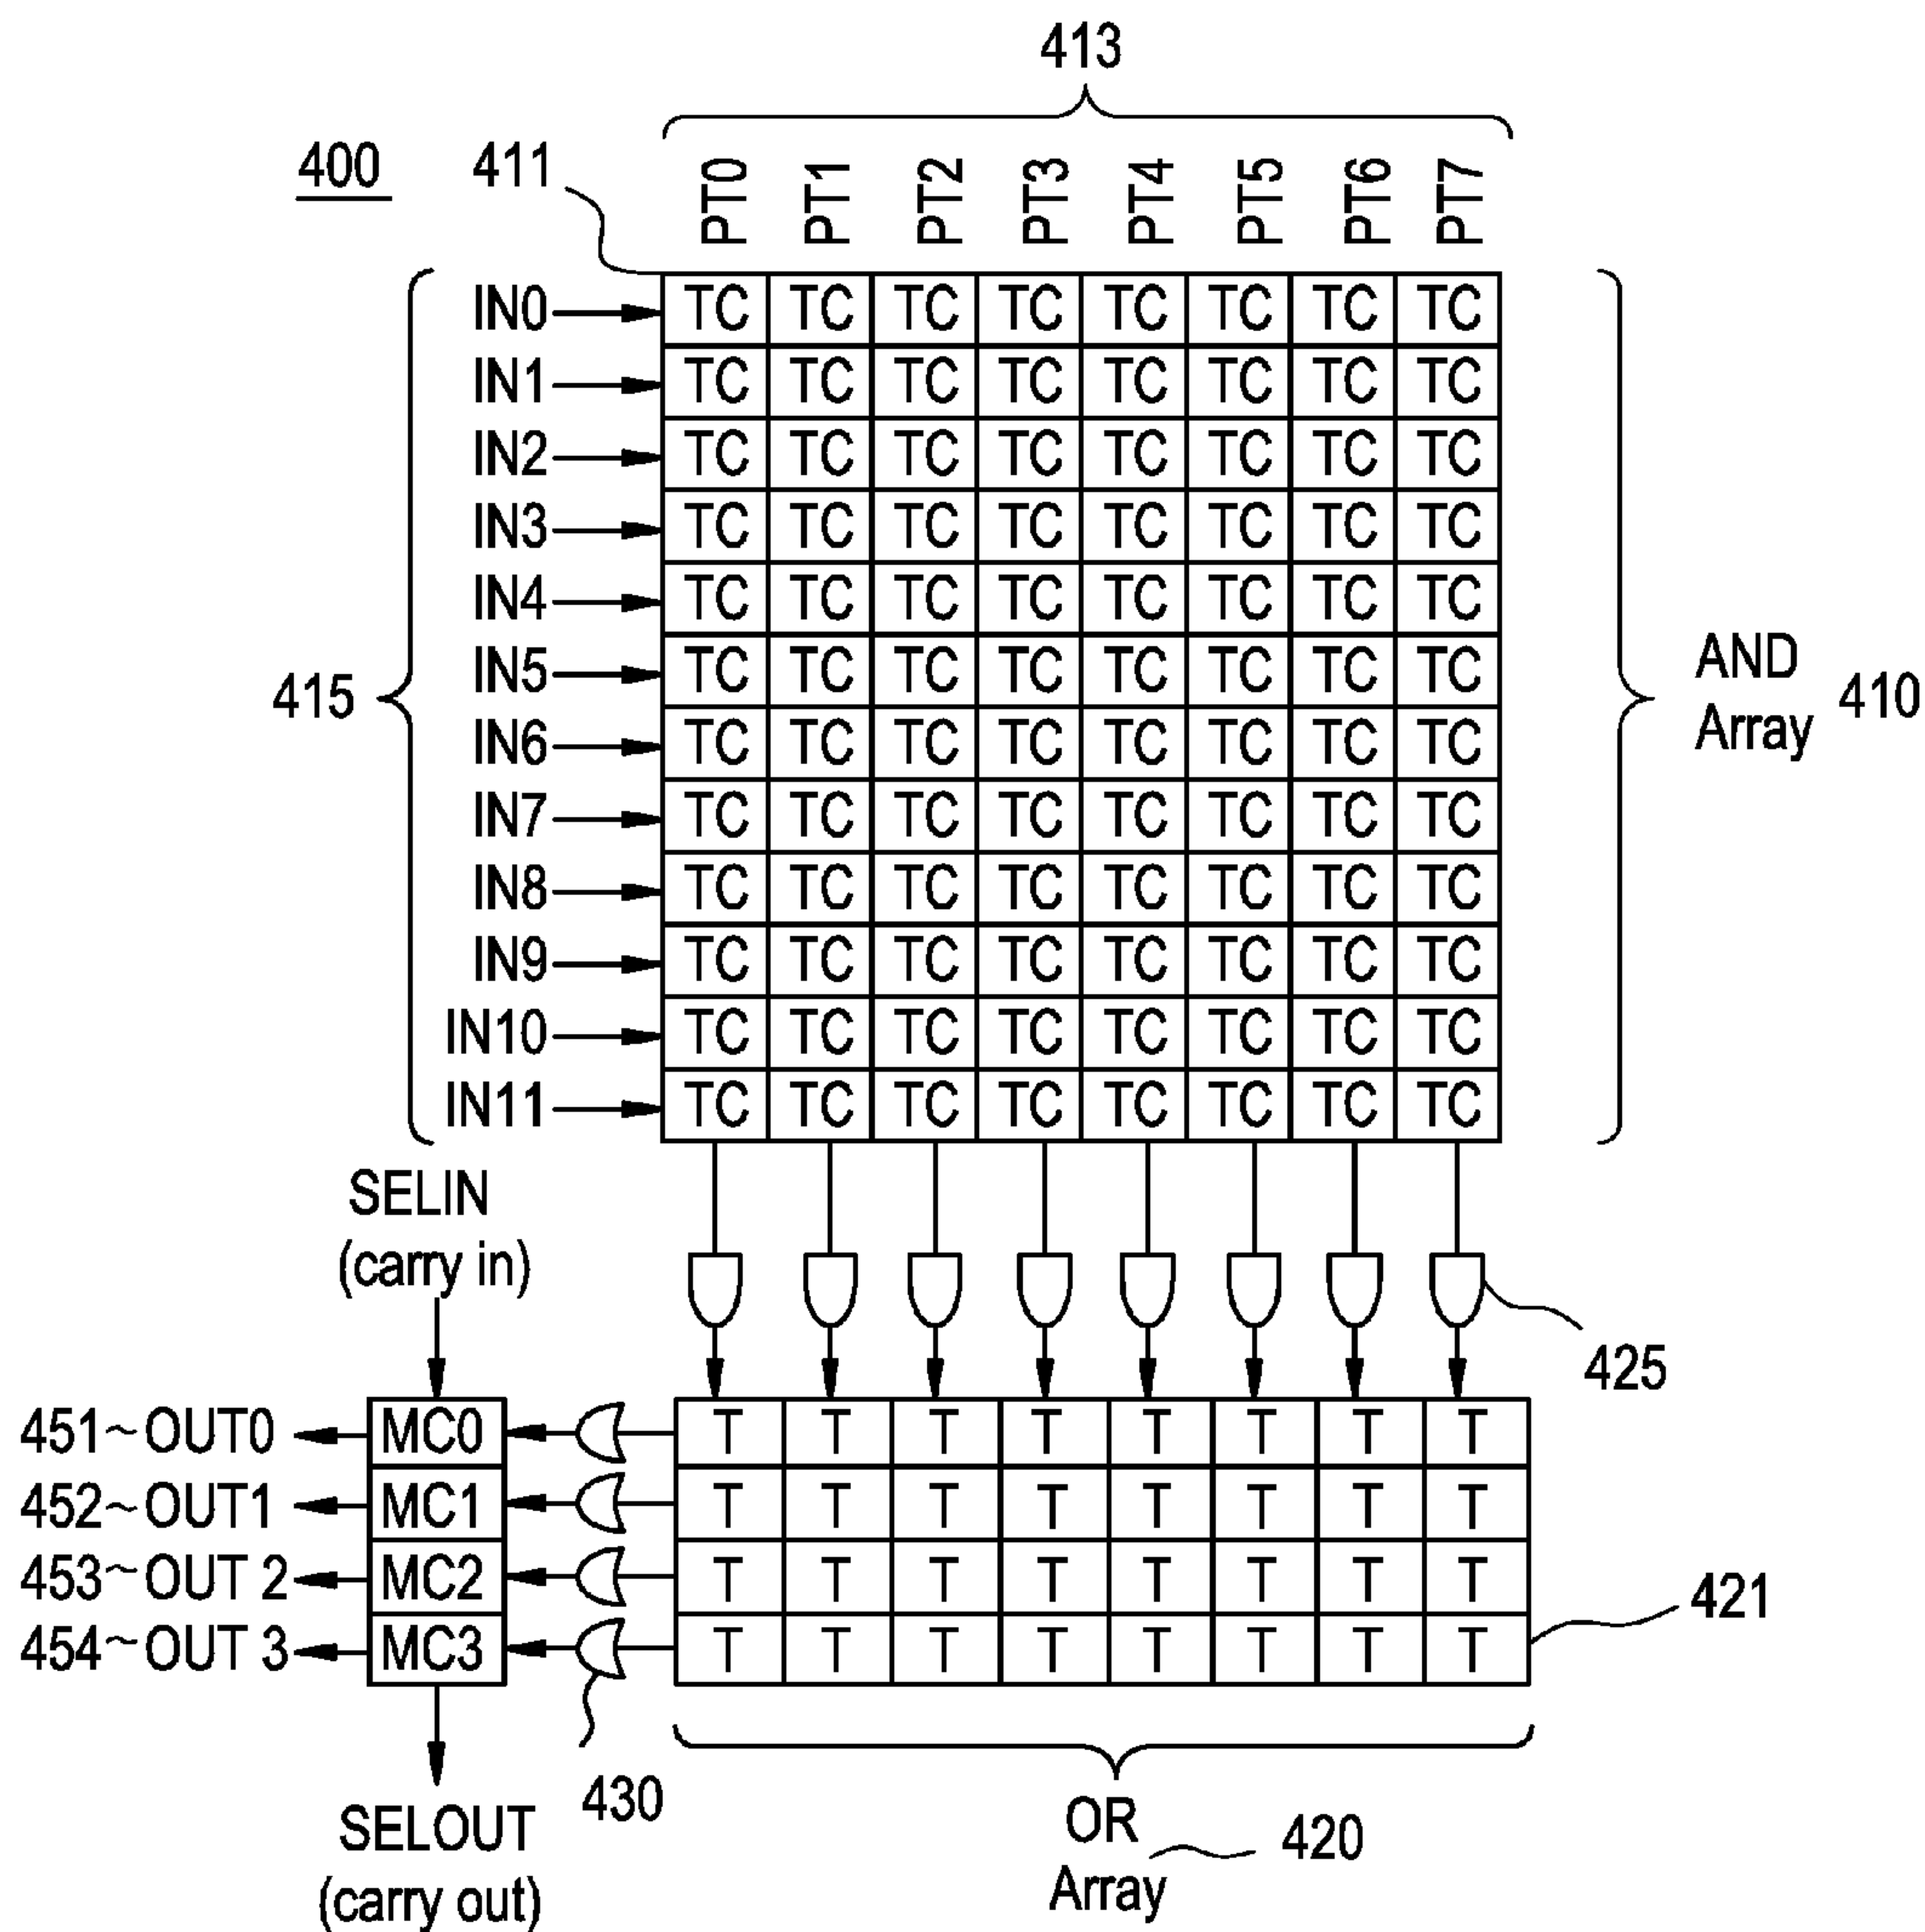 413
400
411
PT0 PT1 PT2 PT3 PT4 PT5 PT6 PT7
IN0 TC TC TC TC TC TC TC TC
IN1 TC TC TC TC TC TC TC TC
IN2 TC TC TC TC TC TC TC TC
IN3 TC TC TC TC TC TC TC TC
IN4 TC TC TC TC TC TC TC TC
IN5 TC TC TC TC TC TC TC TC
IN6 TC TC TC TC TC TC TC TC
IN7 TC TC TC TC TC TC TC TC
IN8 TC TC TC TC TC TC TC TC
IN9 TC TC TC TC TC TC TC TC
IN10 TC TC TC TC TC TC TC TC
IN11 TC TC TC TC TC TC TC TC
415
AND
Array
410
SELIN
(carry in)
425
451~OUT0 MC0 T T T T T T T T
452~OUT1 MC1 T T T T T T T T
453~OUT 2 MC2 T T T T T T T T
454~OUT 3 MC3 T T T T T T T T
421
430
SELOUT
(carry out)
OR
Array
420